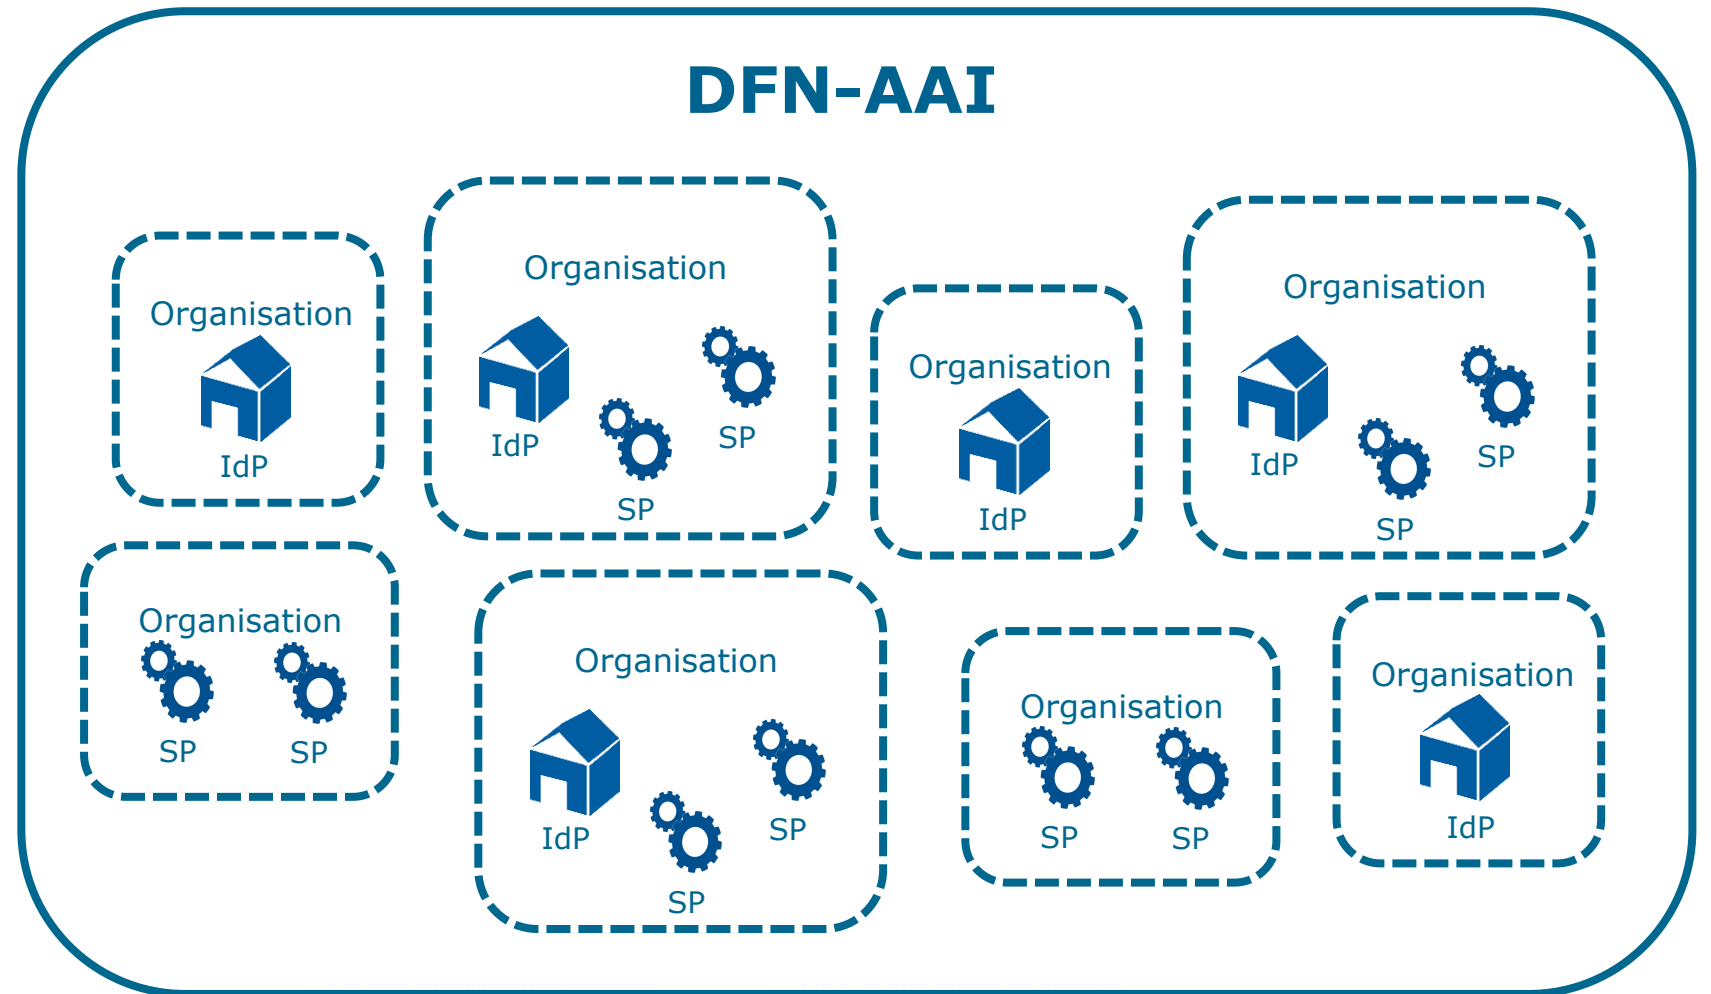 DFN–AAI
Organisation
IdP
Organisation
IdP
SP
SP
Organisation
IdP
Organisation
IdP
SP
SP
Organisation
SP
SP
Organisation
IdP
SP
SP
Organisation
SP
SP
Organisation
IdP